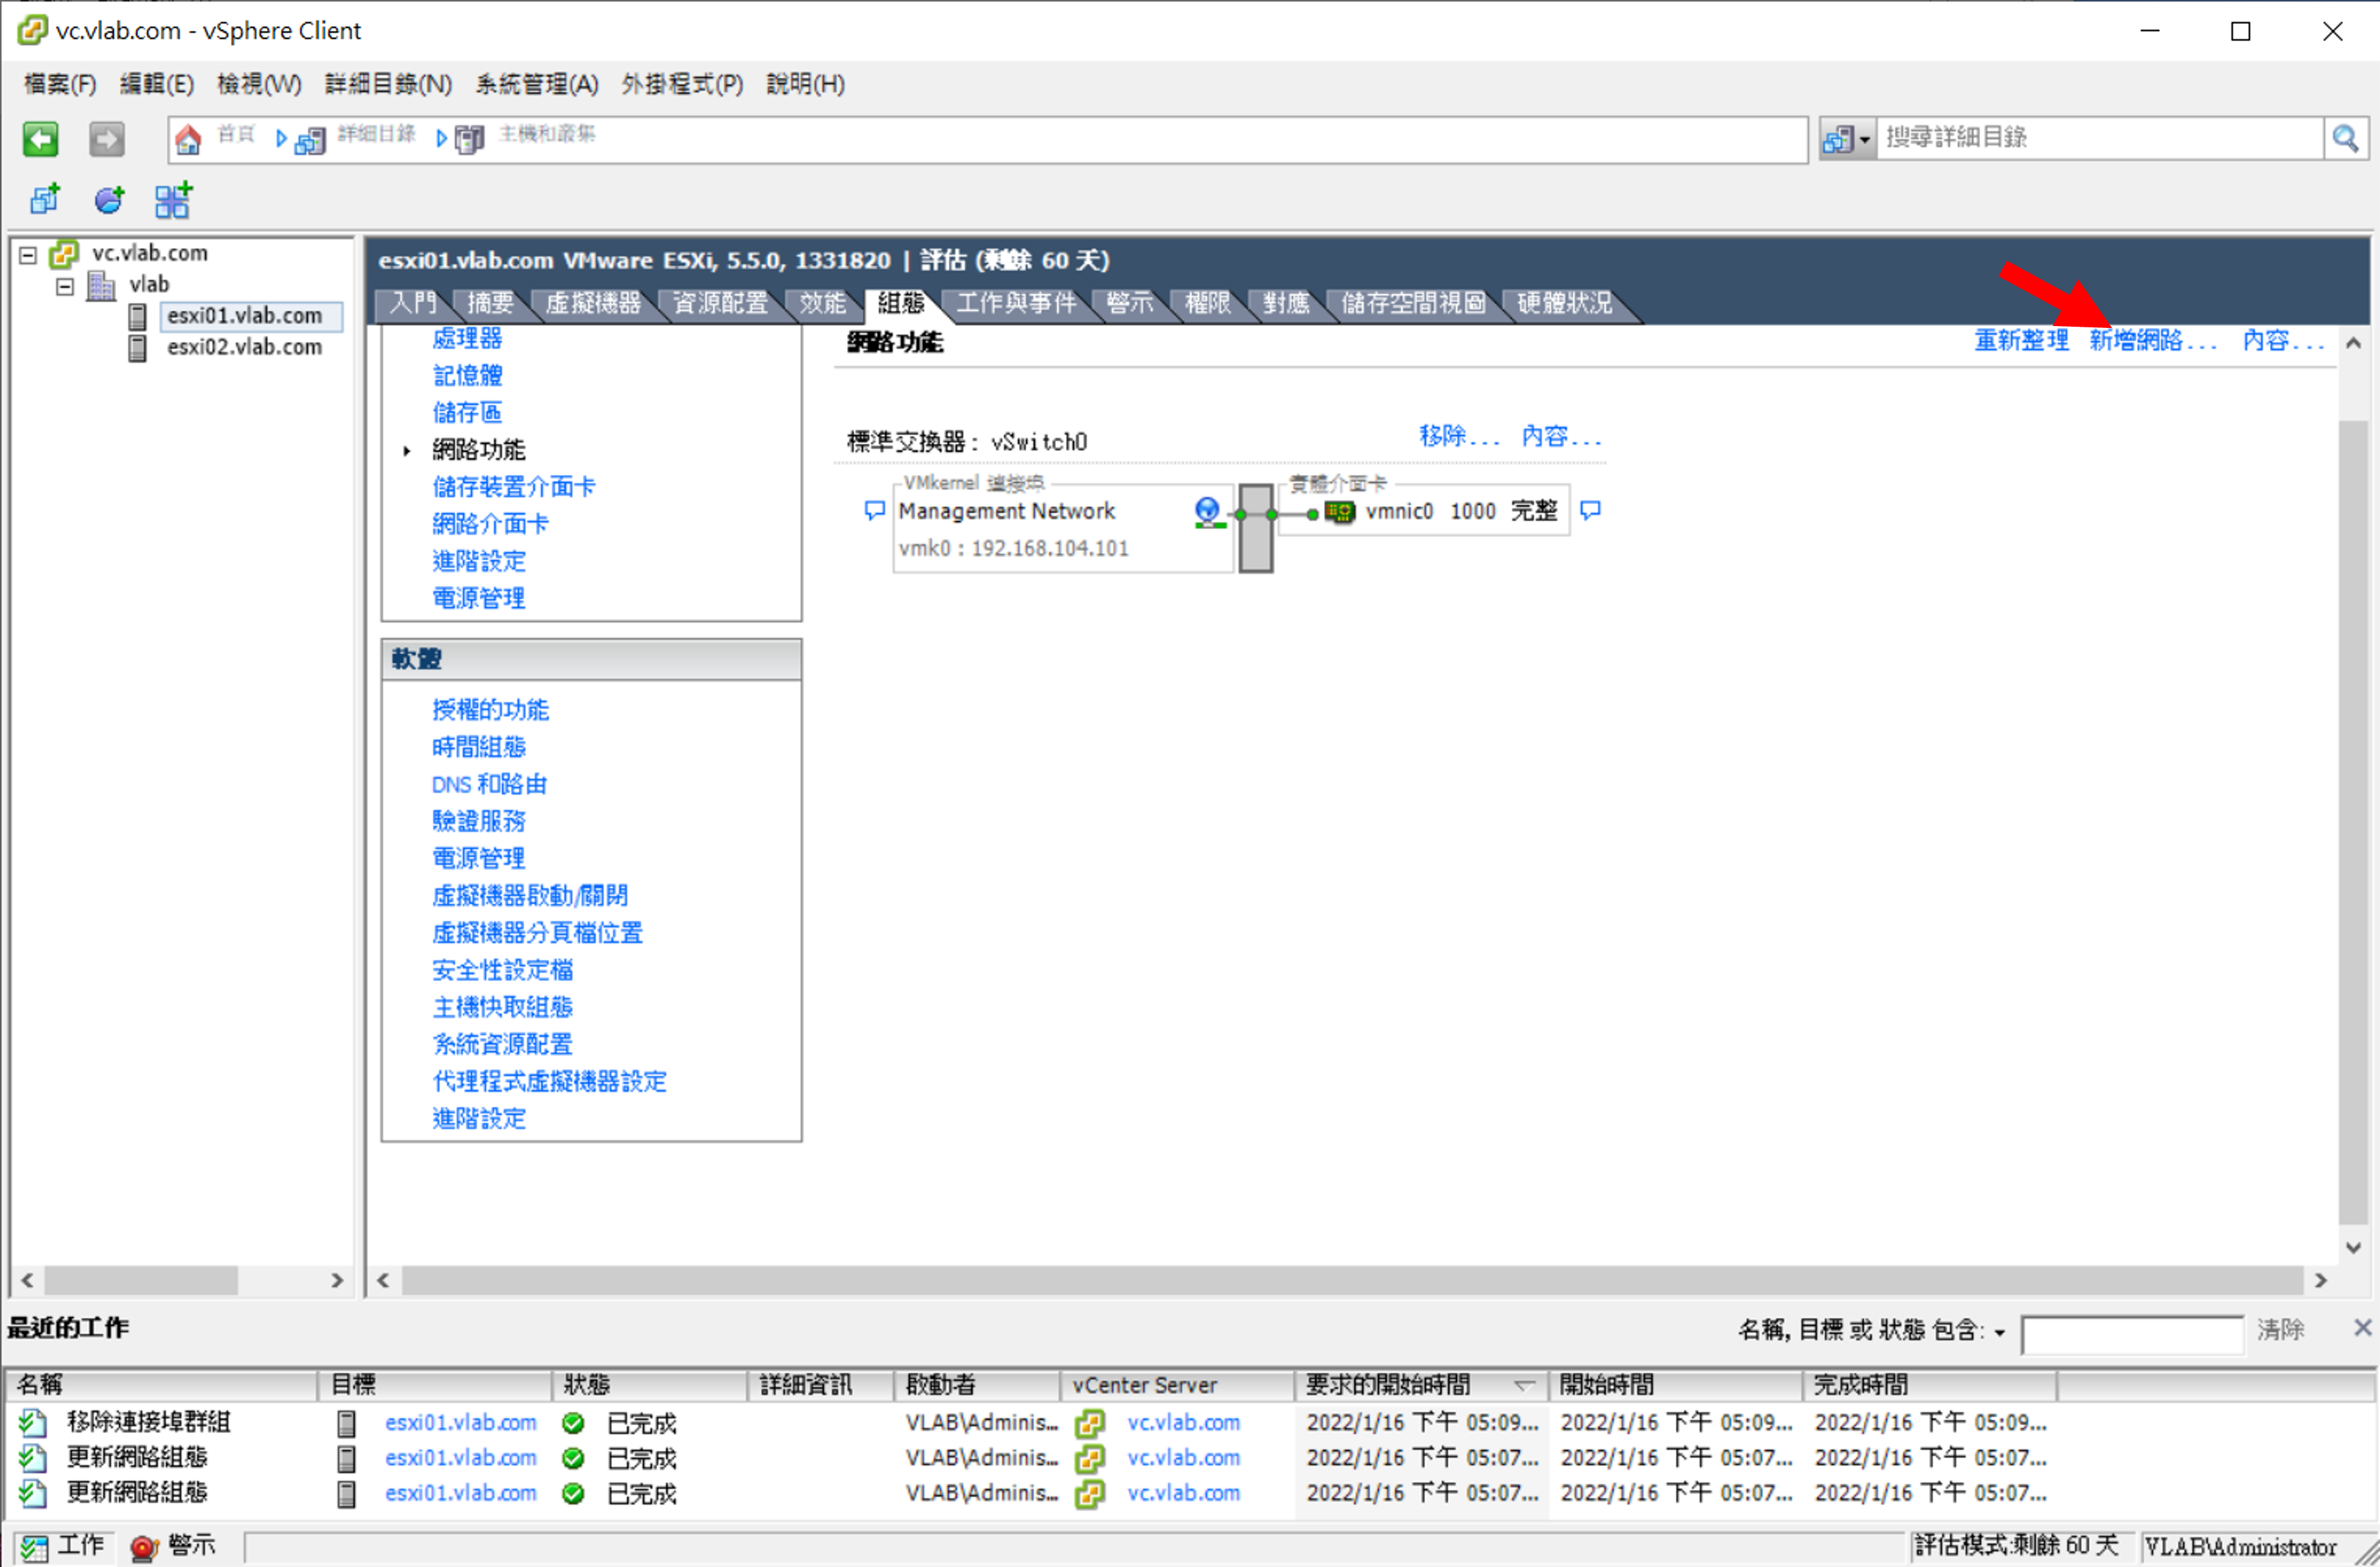 vc.vlab.com - vSphere Client
檔案(F) 編輯(E) 檢視(W) 詳細目錄(N) 系統管理(A) 外掛程式(P) 說明(H)
首頁 詳細目錄 主機和叢集 搜尋詳細目錄
vc.vlab.com
vlab
esxi01.vlab.com
esxi02.vlab.com
esxi01.vlab.com VMware ESXi, 5.5.0, 1331820 | 評估 (剩餘 60 天)
入門 摘要 虛擬機器 資源配置 效能 組態 工作與事件 警示 權限 對應 儲存空間視圖 硬體狀況
處理器
記憶體
儲存區
網路功能
儲存裝置介面卡
網路介面卡
進階設定
電源管理
軟體
授權的功能
時間組態
DNS 和路由
驗證服務
電源管理
虛擬機器啟動/關閉
虛擬機器分頁檔位置
安全性設定檔
主機快取組態
系統資源配置
代理程式虛擬機器設定
進階設定
網路功能 重新整理 新增網路... 內容...
標準交換器: vSwitch0 移除... 內容...
VMkernel 連接埠 實體介面卡
Management Network vmnic0 1000 完整
vmk0 : 192.168.104.101
最近的工作 名稱, 目標 或 狀態 包含: 清除
名稱 目標 狀態 詳細資訊 啟動者 vCenter Server 要求的開始時間 開始時間 完成時間
移除連接埠群組 esxi01.vlab.com 已完成 VLAB\Adminis... vc.vlab.com 2022/1/16 下午 05:09... 2022/1/16 下午 05:09... 2022/1/16 下午 05:09...
更新網路組態 esxi01.vlab.com 已完成 VLAB\Adminis... vc.vlab.com 2022/1/16 下午 05:07... 2022/1/16 下午 05:07... 2022/1/16 下午 05:07...
更新網路組態 esxi01.vlab.com 已完成 VLAB\Adminis... vc.vlab.com 2022/1/16 下午 05:07... 2022/1/16 下午 05:07... 2022/1/16 下午 05:07...
工作 警示 評估模式:剩餘 60 天 VLAB\Administrator